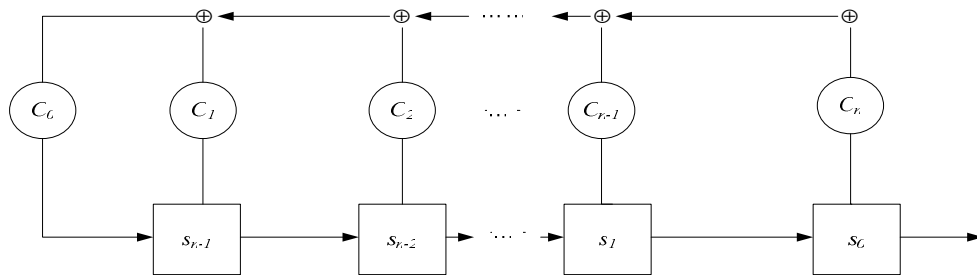 ⊕ ⊕ ...... ⊕ ⊕
C₀ C₁ C₂ .... Cₙ₋₁ Cₙ
sₙ₋₁ sₙ₋₂ .... s₁ s₀